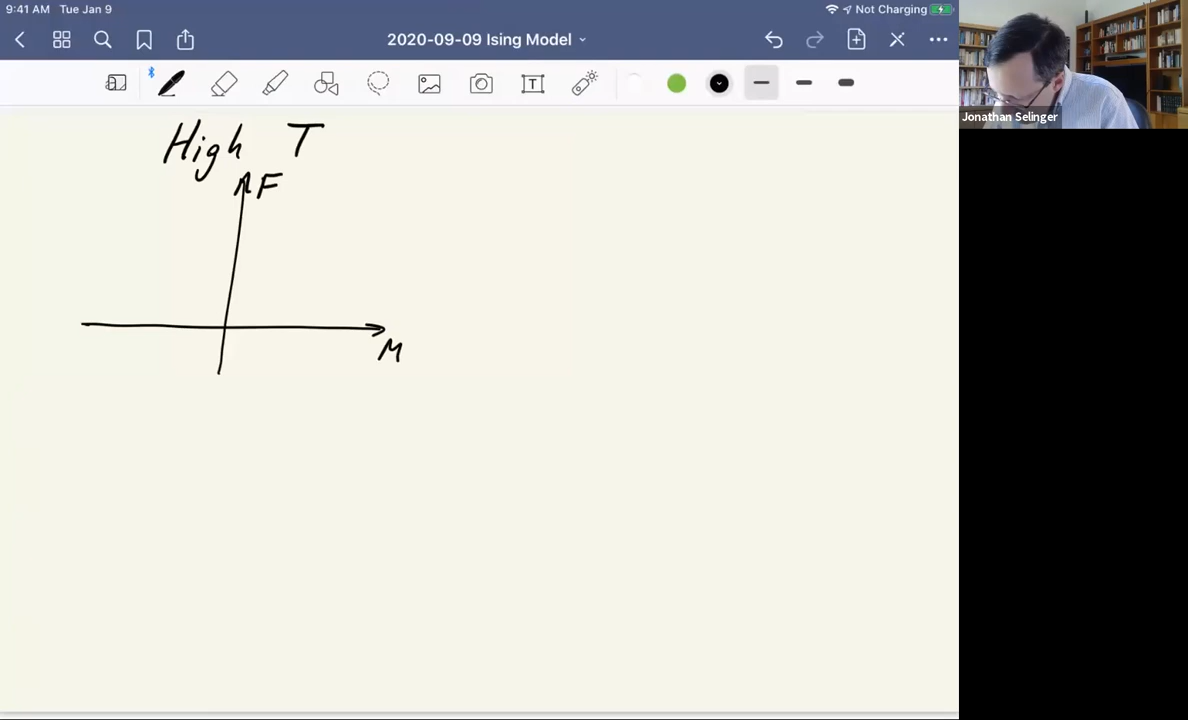 9:41 AM Tue Jan 9
Not Charging
2020-09-09 Ising Model
T
Jonathan Selinger
High T
F
M